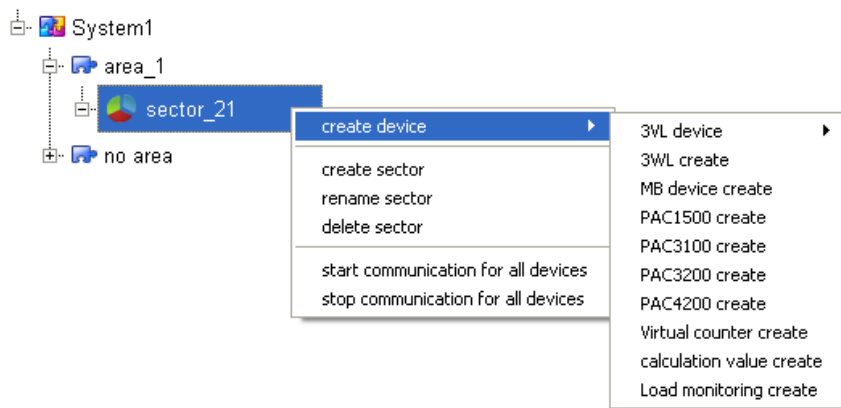 System1
area_1
sector_21
no area
create device
create sector
rename sector
delete sector
start communication for all devices
stop communication for all devices
3VL device
3WL create
MB device create
PAC1500 create
PAC3100 create
PAC3200 create
PAC4200 create
Virtual counter create
calculation value create
Load monitoring create